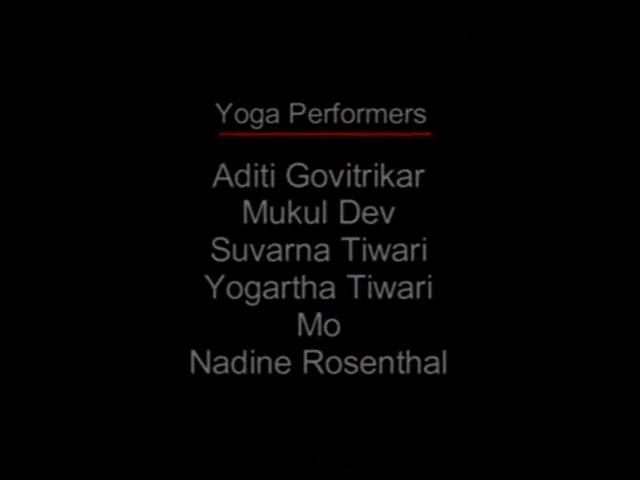 Yoga Performers
Aditi Govitrikar
Mukul Dev
Suvarna Tiwari
Yogartha Tiwari
Mo
Nadine Rosenthal